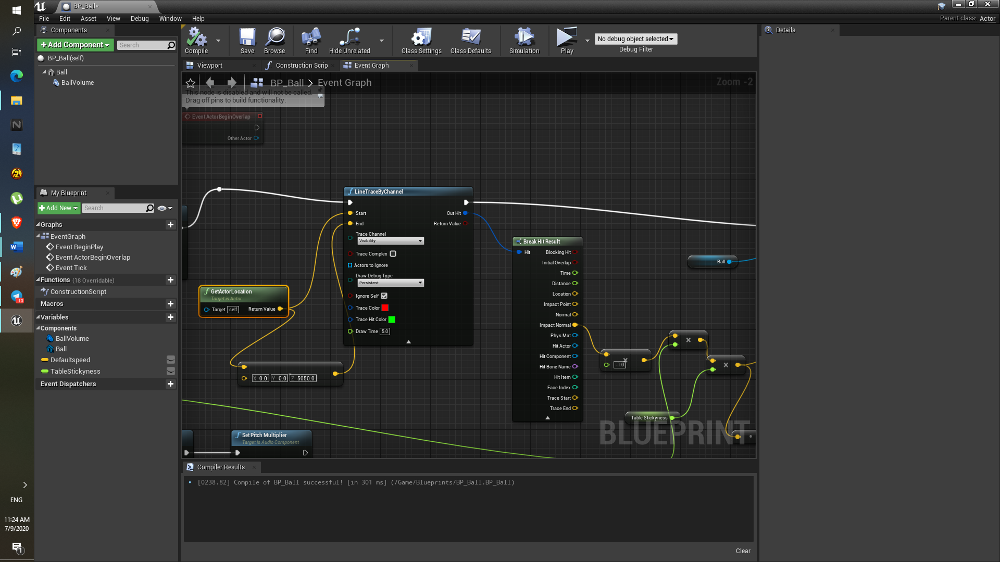 BP_Ball*
File Edit Asset View Debug Window Help
Parent class: Actor
Components
+Add Component
Search
BP_Ball(self)
Ball
BallVolume
Compile
Save
Browse
Find
Hide Unrelated
Class Settings
Class Defaults
Simulation
Play
No debug object selected
Debug Filter
Details
Viewport
Construction Scrip
Event Graph
BP_Ball > Event Graph
Zoom -2
This node is disabled and will not be called.
Drag off pins to build functionality.
Event ActorBeginOverlap
Other Actor
My Blueprint
+Add New
Search
Graphs
EventGraph
Event BeginPlay
Event ActorBeginOverlap
Event Tick
Functions (18 Overridable)
ConstructionScript
Macros
Variables
Components
BallVolume
Ball
Defaultspeed
TableStickyness
Event Dispatchers
LineTraceByChannel
Start
Out Hit
End
Return Value
Trace Channel
Visibility
Trace Complex
Actors to Ignore
Draw Debug Type
Persistent
Ignore Self
Trace Color
Trace Hit Color
Draw Time 5.0
GetActorLocation
Target is Actor
Target self
Return Value
X 0.0 Y 0.0 Z 5050.0
Break Hit Result
Hit
Blocking Hit
Initial Overlap
Time
Distance
Location
Impact Point
Normal
Impact Normal
Phys Mat
Hit Actor
Hit Component
Hit Bone Name
Hit Item
Face Index
Trace Start
Trace End
Ball
-1.0
Table Stickyness
BLUEPRINT
Set Pitch Multiplier
Target is Audio Component
Compiler Results
• [0238.82] Compile of BP_Ball successful! [in 301 ms] (/Game/Blueprints/BP_Ball.BP_Ball)
Clear
..10
ENG
11:24 AM
7/9/2020
1